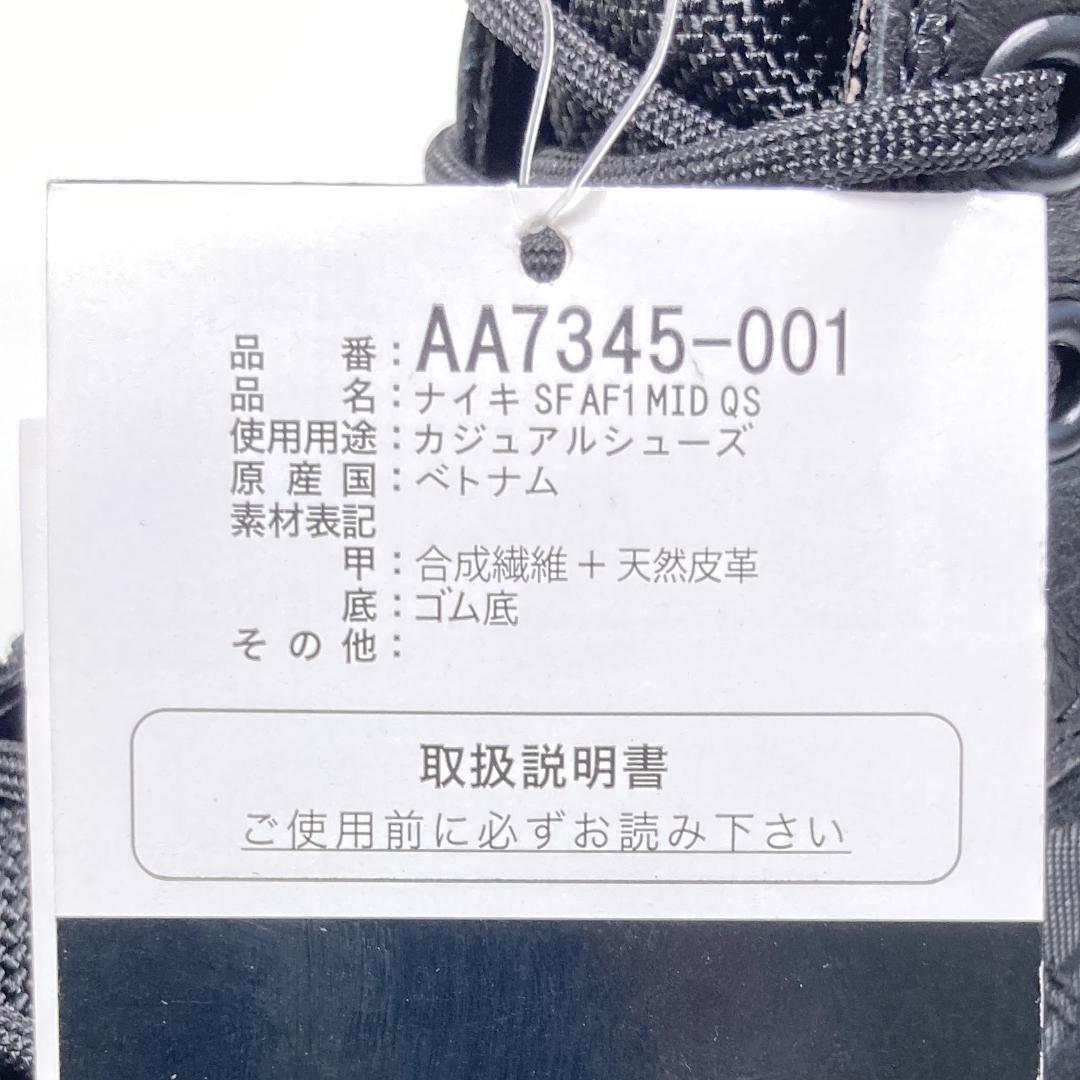 品番：AA7345-001
品名：ナイキ SF AF1 MID QS
使用用途：カジュアルシューズ
原産国：ベトナム
素材表記
甲：合成繊維＋天然皮革
底：ゴム底
その他：
取扱説明書
ご使用前に必ずお読み下さい